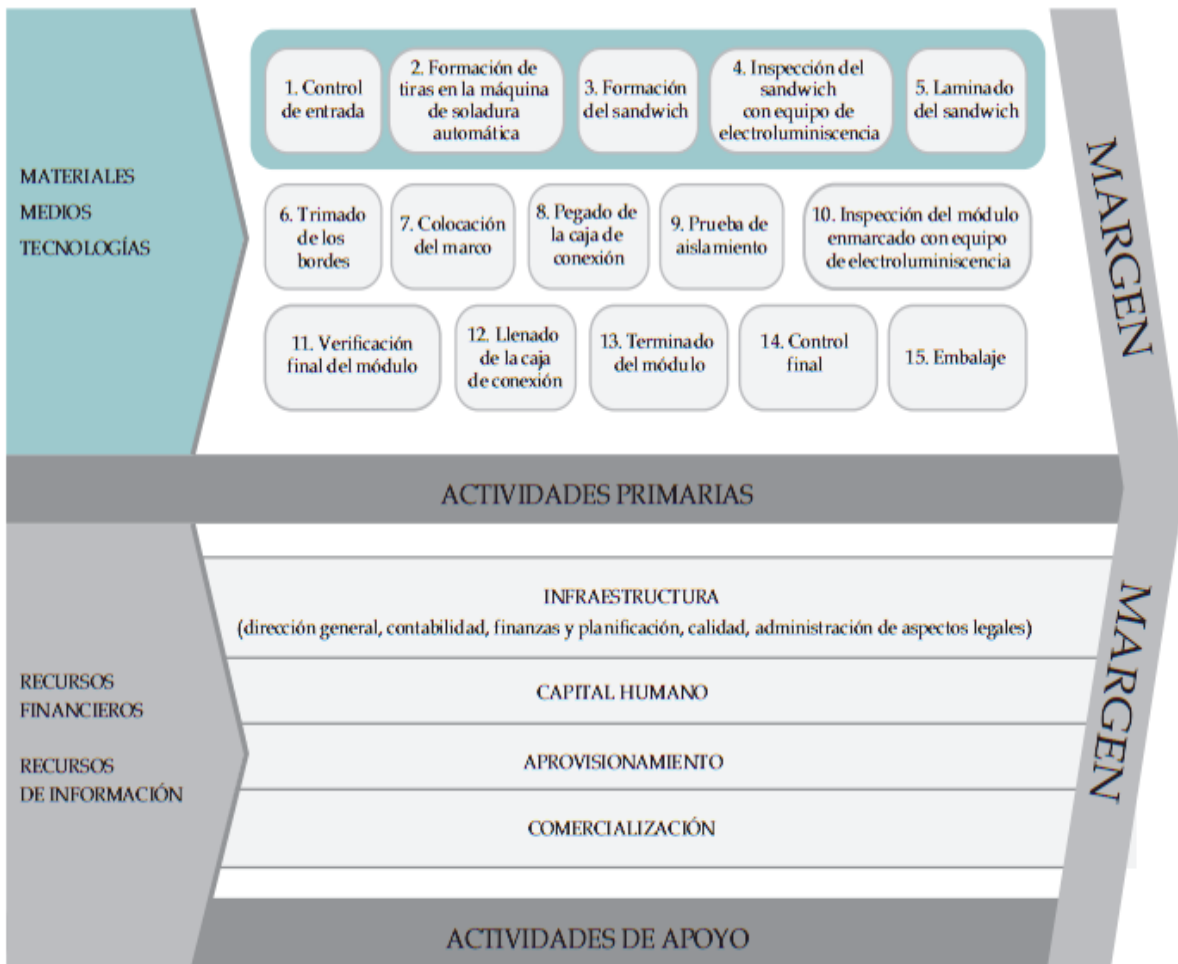 MATERIALES
MEDIOS
TECNOLOGÍAS
1. Control
de entrada
2. Formación de
tiras en la máquina
de soladura
automática
3. Formación
del sandwich
4. Inspección del
sandwich
con equipo de
electroluminiscencia
5. Laminado
del sandwich
6. Trimado
de los
bordes
7. Colocación
del marco
8. Pegado de
la caja de
conexión
9. Prueba de
aislamiento
10. Inspección del módulo
enmarcado con equipo
de electroluminiscencia
11. Verificación
final del módulo
12. Llenado
de la caja
de conexión
13. Terminado
del módulo
14. Control
final
15. Embalaje
MARGEN
ACTIVIDADES PRIMARIAS
RECURSOS
FINANCIEROS
RECURSOS
DE INFORMACIÓN
INFRAESTRUCTURA
(dirección general, contabilidad, finanzas y planificación, calidad, administración de aspectos legales)
CAPITAL HUMANO
APROVISIONAMIENTO
COMERCIALIZACIÓN
MARGEN
ACTIVIDADES DE APOYO